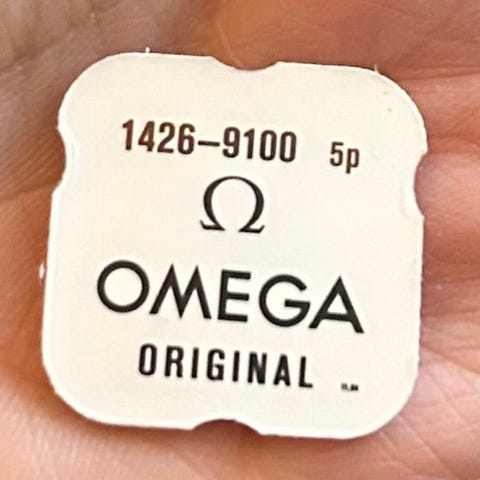 1426–9100 5p
Ω
OMEGA
ORIGINAL